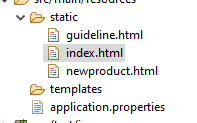 src/main/resources
static
guideline.html
index.html
newproduct.html
templates
application.properties